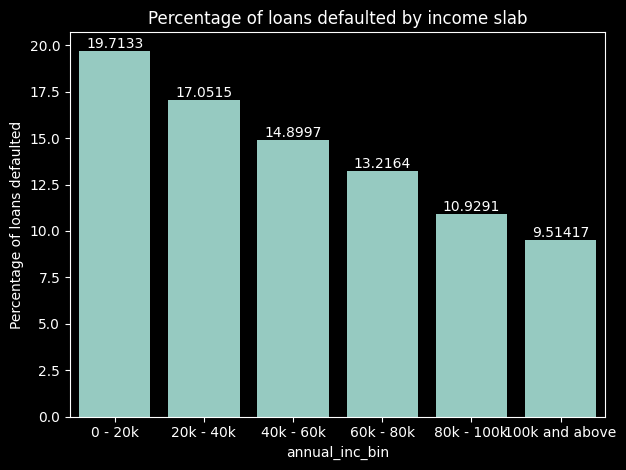 Percentage of loans defaulted by income slab
Percentage of loans defaulted
20.0
17.5
15.0
12.5
10.0
7.5
5.0
2.5
0.0
19.7133
17.0515
14.8997
13.2164
10.9291
9.51417
0 - 20k
20k - 40k
40k - 60k
60k - 80k
80k - 100k
100k and above
annual_inc_bin